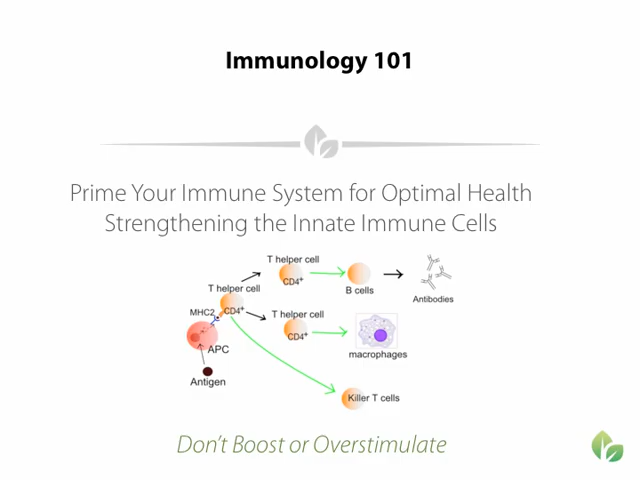 Immunology 101
Prime Your Immune System for Optimal Health
Strengthening the Innate Immune Cells
T helper cell
CD4+
B cells
Antibodies
T helper cell
MHC2
CD4+
T helper cell
CD4+
APC
macrophages
Antigen
Killer T cells
Don't Boost or Overstimulate